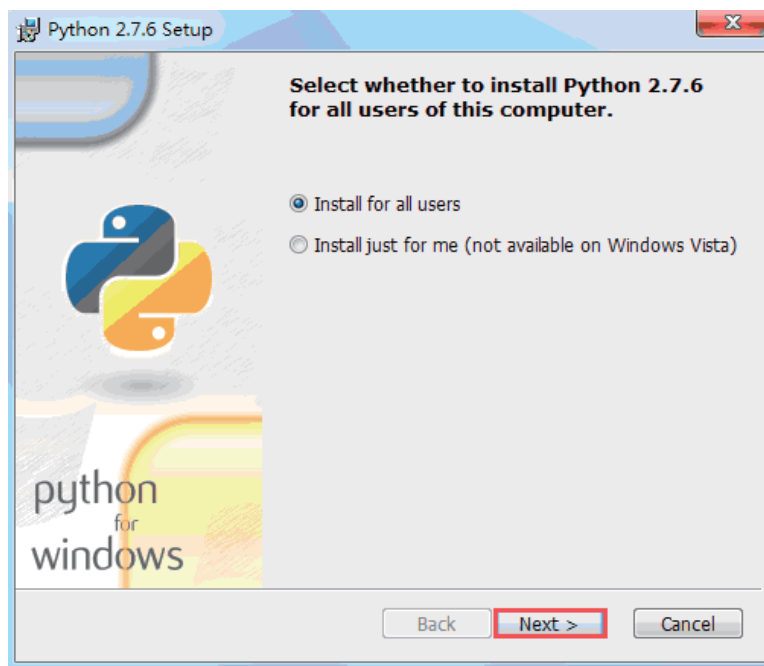 Python 2.7.6 Setup
Select whether to install Python 2.7.6
for all users of this computer.
Install for all users
Install just for me (not available on Windows Vista)
python
for
windows
Back
Next >
Cancel